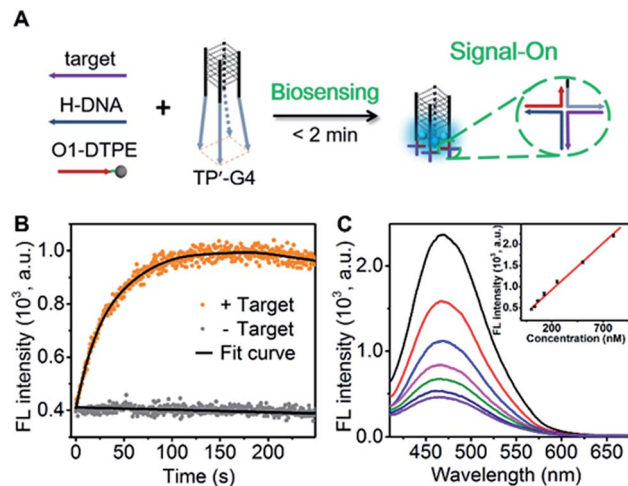 A
target
H-DNA
O1-DTPE
+
TP'-G4
Biosensing
< 2 min
Signal-On
B
FL intensity (10³, a.u.)
1.0
0.8
0.6
0.4
+ Target
- Target
Fit curve
0 50 100 150 200
Time (s)
C
FL intensity (10³, a.u.)
2.0
1.0
0.0
400 450 500 550 600 650
Wavelength (nm)
FL intensity (10³, a.u.)
2.5
2.0
1.5
1.0
0.5
200 700
Concentration (nM)